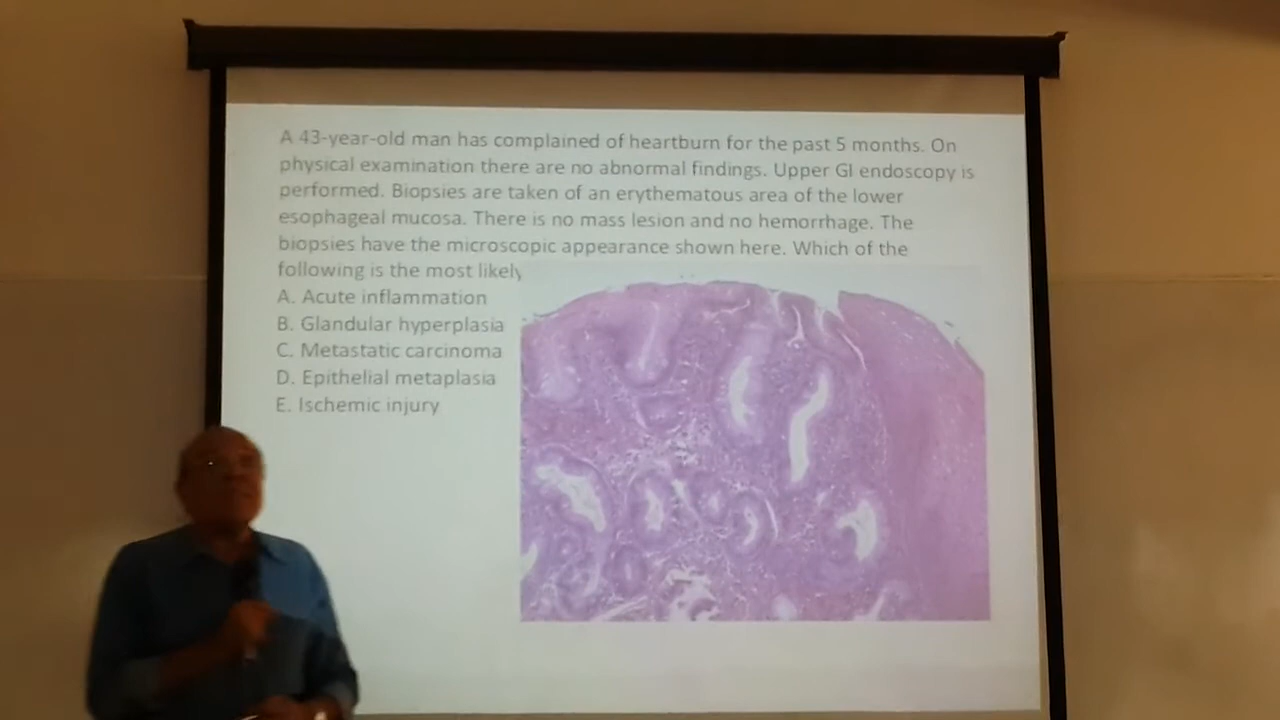 A 43-year-old man has complained of heartburn for the past 5 months. On
physical examination there are no abnormal findings. Upper GI endoscopy is
performed. Biopsies are taken of an erythematous area of the lower
esophageal mucosa. There is no mass lesion and no hemorrhage. The
biopsies have the microscopic appearance shown here. Which of the
following is the most likely
A. Acute inflammation
B. Glandular hyperplasia
C. Metastatic carcinoma
D. Epithelial metaplasia
E. Ischemic injury